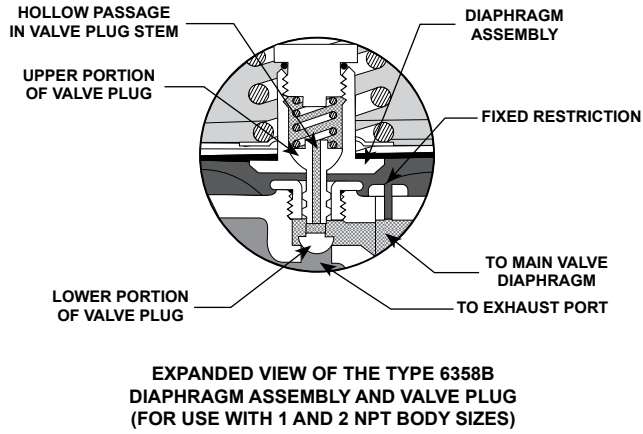 HOLLOW PASSAGE
IN VALVE PLUG STEM
DIAPHRAGM
ASSEMBLY
UPPER PORTION
OF VALVE PLUG
FIXED RESTRICTION
TO MAIN VALVE
DIAPHRAGM
LOWER PORTION
OF VALVE PLUG
TO EXHAUST PORT
EXPANDED VIEW OF THE TYPE 6358B
DIAPHRAGM ASSEMBLY AND VALVE PLUG
(FOR USE WITH 1 AND 2 NPT BODY SIZES)